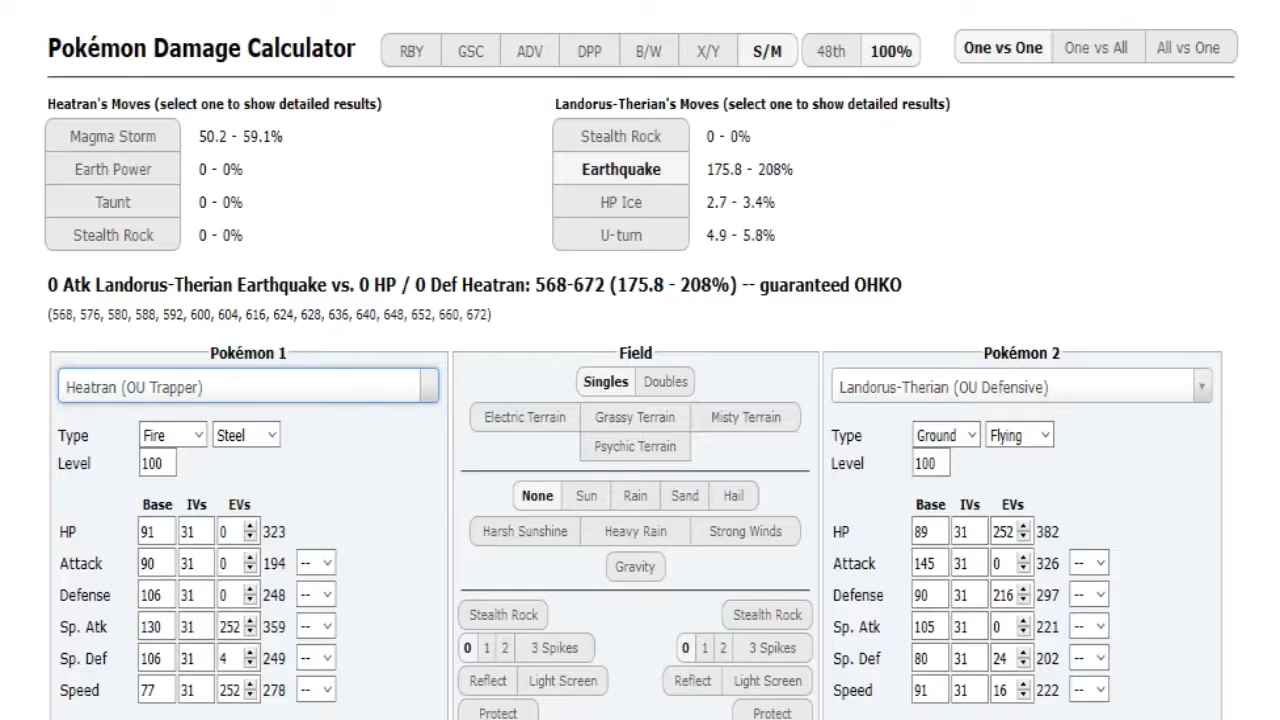 Pokémon Damage Calculator
RBY GSC ADV DPP B/W X/Y S/M 48th 100%
One vs One One vs All All vs One
Heatran's Moves (select one to show detailed results)
Magma Storm 50.2 - 59.1%
Earth Power 0 - 0%
Taunt 0 - 0%
Stealth Rock 0 - 0%
Landorus-Therian's Moves (select one to show detailed results)
Stealth Rock 0 - 0%
Earthquake 175.8 - 208%
HP Ice 2.7 - 3.4%
U-turn 4.9 - 5.8%
0 Atk Landorus-Therian Earthquake vs. 0 HP / 0 Def Heatran: 568-672 (175.8 - 208%) -- guaranteed OHKO
(568, 576, 580, 588, 592, 600, 604, 616, 624, 628, 636, 640, 648, 652, 660, 672)
Pokémon 1
Heatran (OU Trapper)
Type Fire Steel
Level 100
Base IVs EVs
HP 91 31 0 323
Attack 90 31 0 194 --
Defense 106 31 0 248 --
Sp. Atk 130 31 252 359 --
Sp. Def 106 31 4 249 --
Speed 77 31 252 278 --
Field
Singles Doubles
Electric Terrain Grassy Terrain Misty Terrain
Psychic Terrain
None Sun Rain Sand Hail
Harsh Sunshine Heavy Rain Strong Winds
Gravity
Stealth Rock Stealth Rock
0 1 2 3 Spikes 0 1 2 3 Spikes
Reflect Light Screen Reflect Light Screen
Protect Protect
Pokémon 2
Landorus-Therian (OU Defensive)
Type Ground Flying
Level 100
Base IVs EVs
HP 89 31 252 382
Attack 145 31 0 326 --
Defense 90 31 216 297 --
Sp. Atk 105 31 0 221 --
Sp. Def 80 31 24 202 --
Speed 91 31 16 222 --